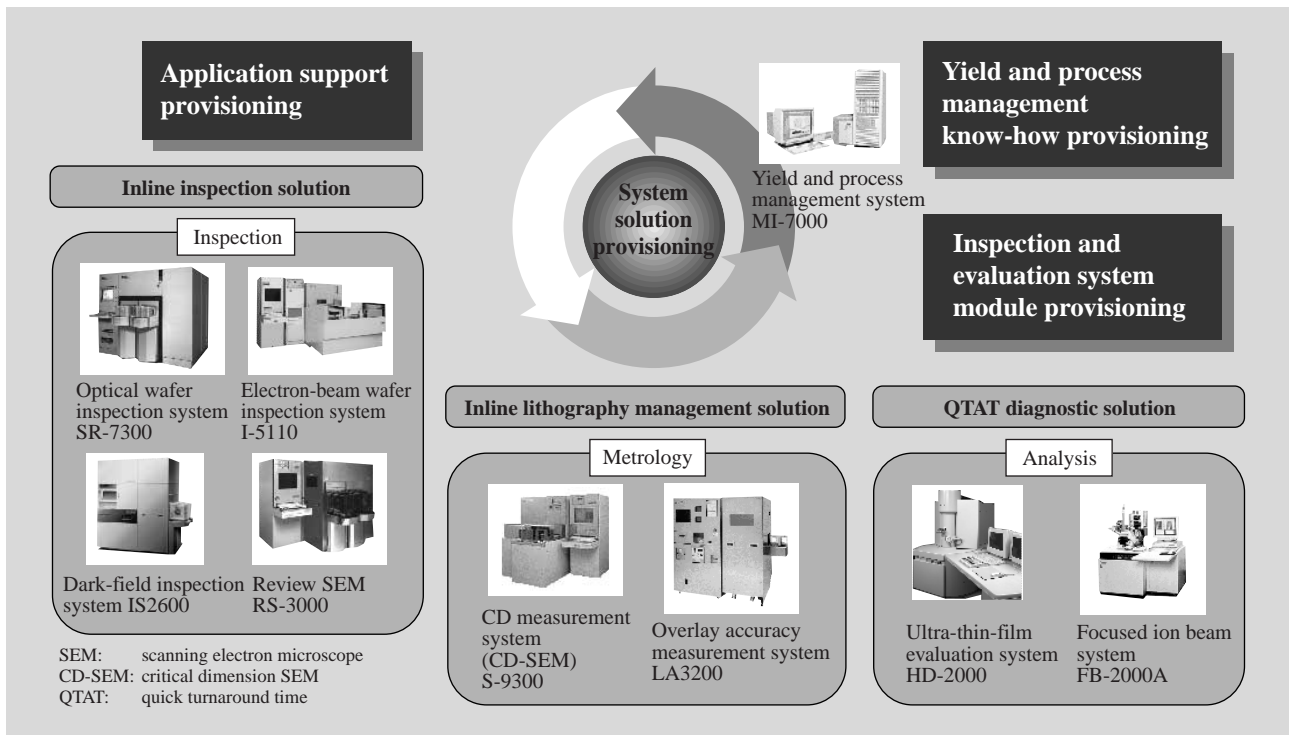 Application support
provisioning
Yield and process
management
know-how provisioning
Inspection and
evaluation system
module provisioning
System
solution
provisioning
Yield and process
management system
MI-7000
Inline inspection solution
Inspection
Optical wafer
inspection system
SR-7300
Electron-beam wafer
inspection system
I-5110
Dark-field inspection
system IS2600
Review SEM
RS-3000
Inline lithography management solution
Metrology
CD measurement
system
(CD-SEM)
S-9300
Overlay accuracy
measurement system
LA3200
QTAT diagnostic solution
Analysis
Ultra-thin-film
evaluation system
HD-2000
Focused ion beam
system
FB-2000A
SEM: scanning electron microscope
CD-SEM: critical dimension SEM
QTAT: quick turnaround time